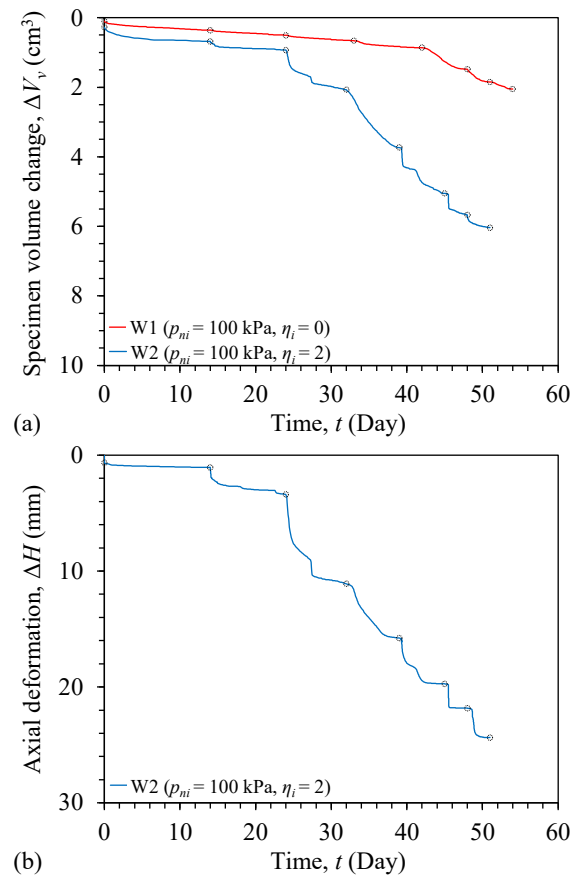 Specimen volume change, ΔVᵥ (cm³)
0
2
4
6
8
10
W1 (pₙᵢ = 100 kPa, ηᵢ = 0)
W2 (pₙᵢ = 100 kPa, ηᵢ = 2)
0 10 20 30 40 50 60
(a) Time, t (Day)
Axial deformation, ΔH (mm)
0
10
20
30
W2 (pₙᵢ = 100 kPa, ηᵢ = 2)
0 10 20 30 40 50 60
(b) Time, t (Day)